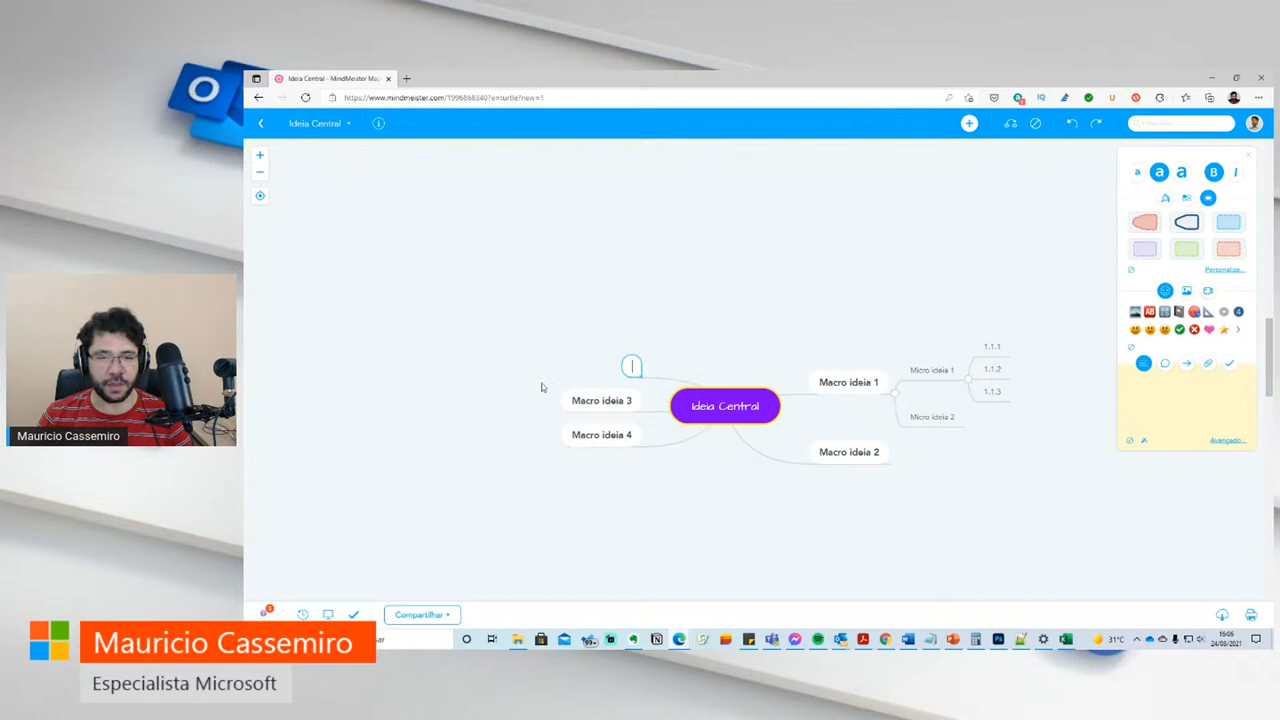 Ideia Central - MindMeister Ma
https://www.mindmeister.com/1996868340?e=turtle?new=1
Ideia Central
a a a B I
Personalize...
Macro ideia 3
Macro ideia 4
Ideia Central
Macro ideia 1
Macro ideia 2
Micro ideia 1
Micro ideia 2
1.1.1
1.1.2
1.1.3
Avançado...
Compartilhar
sar
31°C
16:06
24/08/2021
Mauricio Cassemiro
Mauricio Cassemiro
Especialista Microsoft